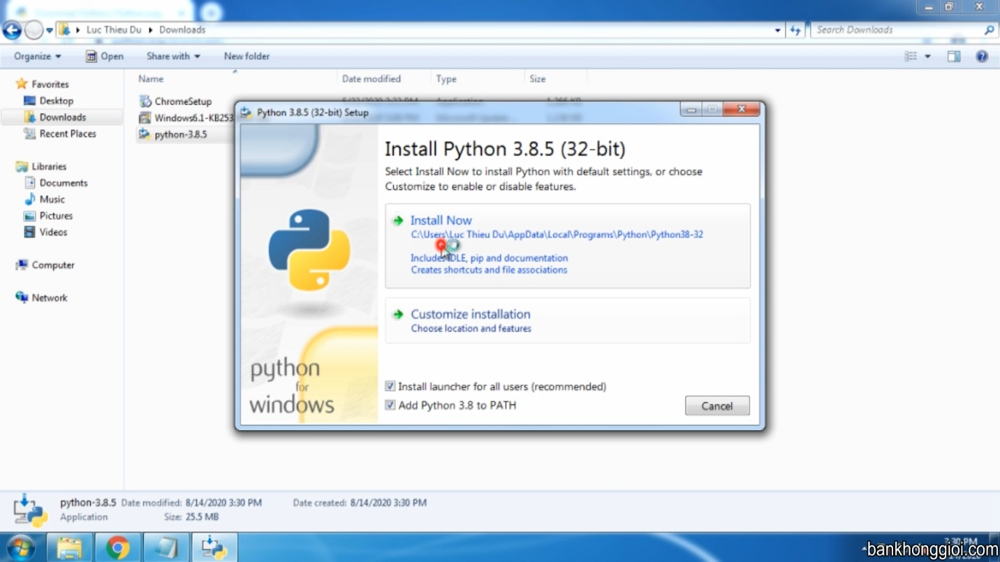 Luc Thieu Du ▸ Downloads
Search Downloads
Organize
Open
Share with
New folder
Name
Date modified
Type
Size
Favorites
Desktop
Downloads
Recent Places
Libraries
Documents
Music
Pictures
Videos
Computer
Network
ChromeSetup
Windows6.1-KB253
python-3.8.5
Python 3.8.5 (32-bit) Setup
Install Python 3.8.5 (32-bit)
Select Install Now to install Python with default settings, or choose
Customize to enable or disable features.
Install Now
C:\Users\Luc Thieu Du\AppData\Local\Programs\Python\Python38-32
Includes IDLE, pip and documentation
Creates shortcuts and file associations
Customize installation
Choose location and features
python
for
windows
Install launcher for all users (recommended)
Add Python 3.8 to PATH
Cancel
python-3.8.5 Date modified: 8/14/2020 3:30 PM Date created: 8/14/2020 3:30 PM
Application Size: 25.5 MB
3:30 PM
bankhonggioi.com